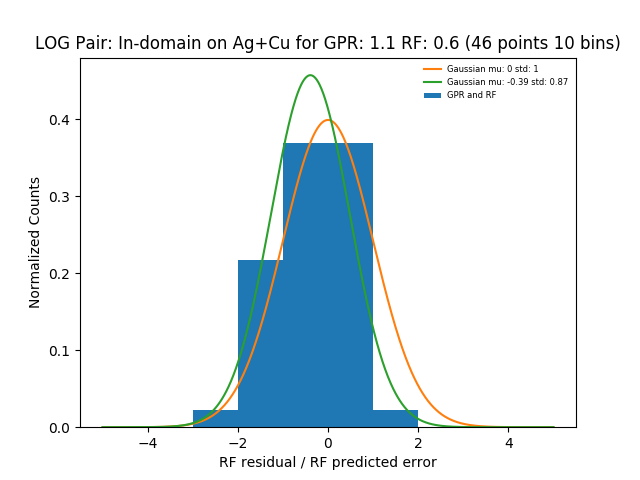 LOG Pair: In-domain on Ag+Cu for GPR: 1.1 RF: 0.6 (46 points 10 bins)
Gaussian mu: 0 std: 1
Gaussian mu: -0.39 std: 0.87
GPR and RF
Normalized Counts
0.4
0.3
0.2
0.1
0.0
−4 −2 0 2 4
RF residual / RF predicted error